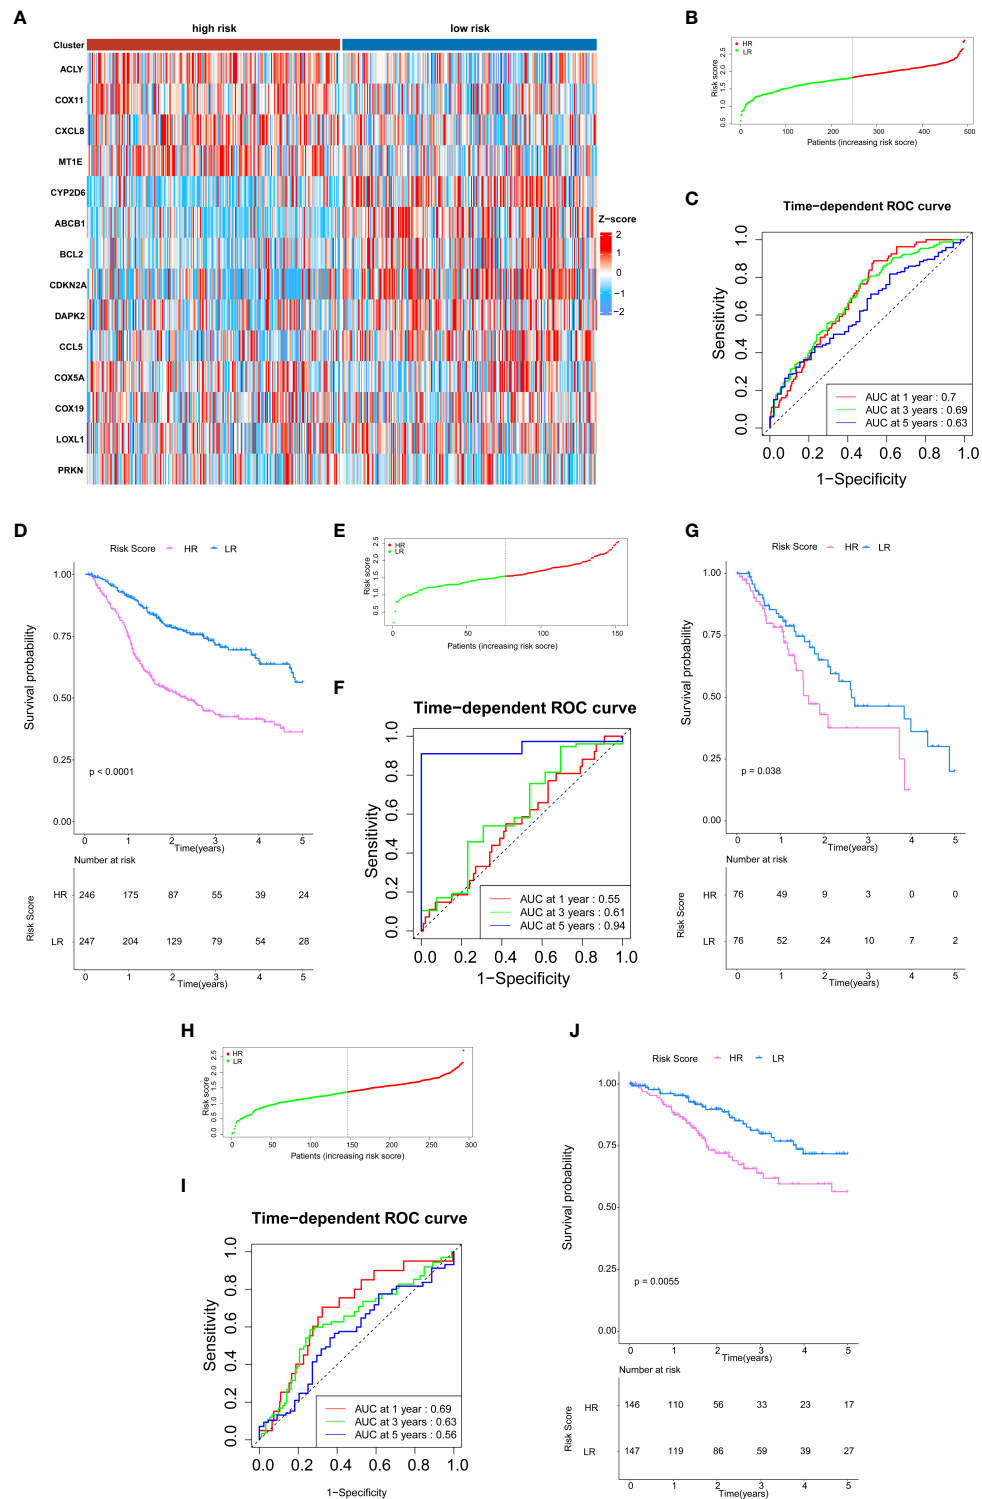 A
high risk
low risk
Cluster
ACLY
COX11
CXCL8
MT1E
CYP2D6
ABCB1
BCL2
CDKN2A
DAPK2
CCL5
COX5A
COX19
LOXL1
PRKN
Z−score
2
1
0
−1
−2
B
HR
LR
Risk score
0.5 1.0 1.5 2.0 2.5
0 100 200 300 400 500
Patients (increasing risk socre)
C
Time−dependent ROC curve
Sensitivity
0.0 0.2 0.4 0.6 0.8 1.0
AUC at 1 year : 0.7
AUC at 3 years : 0.69
AUC at 5 years : 0.63
0.0 0.2 0.4 0.6 0.8 1.0
1−Specificity
D
Risk Score HR LR
Survival probability
1.00
0.75
0.50
0.25
0.00
p < 0.0001
0 1 2 3 4 5
Time(years)
Number at risk
Risk Score
HR 246 175 87 55 39 24
LR 247 204 129 79 54 28
0 1 2 3 4 5
Time(years)
E
HR
LR
Risk score
0.5 1.0 1.5 2.0 2.5
0 50 100 150
Patients (increasing risk socre)
F
Time−dependent ROC curve
Sensitivity
0.0 0.2 0.4 0.6 0.8 1.0
AUC at 1 year : 0.55
AUC at 3 years : 0.61
AUC at 5 years : 0.94
0.0 0.2 0.4 0.6 0.8 1.0
1−Specificity
G
Risk Score HR LR
Survival probability
1.00
0.75
0.50
0.25
0.00
p = 0.038
0 1 2 3 4 5
Time(years)
Number at risk
Risk Score
HR 76 49 9 3 0 0
LR 76 52 24 10 7 2
0 1 2 3 4 5
Time(years)
H
HR
LR
Risk score
0.0 0.5 1.0 1.5 2.0 2.5
0 50 100 150 200 250 300
Patients (increasing risk socre)
I
Time−dependent ROC curve
Sensitivity
0.0 0.2 0.4 0.6 0.8 1.0
AUC at 1 year : 0.69
AUC at 3 years : 0.63
AUC at 5 years : 0.56
0.0 0.2 0.4 0.6 0.8 1.0
1−Specificity
J
Risk Score HR LR
Survival probability
1.00
0.75
0.50
0.25
0.00
p = 0.0055
0 1 2 3 4 5
Time(years)
Number at risk
Risk Score
HR 146 110 56 33 23 17
LR 147 119 86 59 39 27
0 1 2 3 4 5
Time(years)